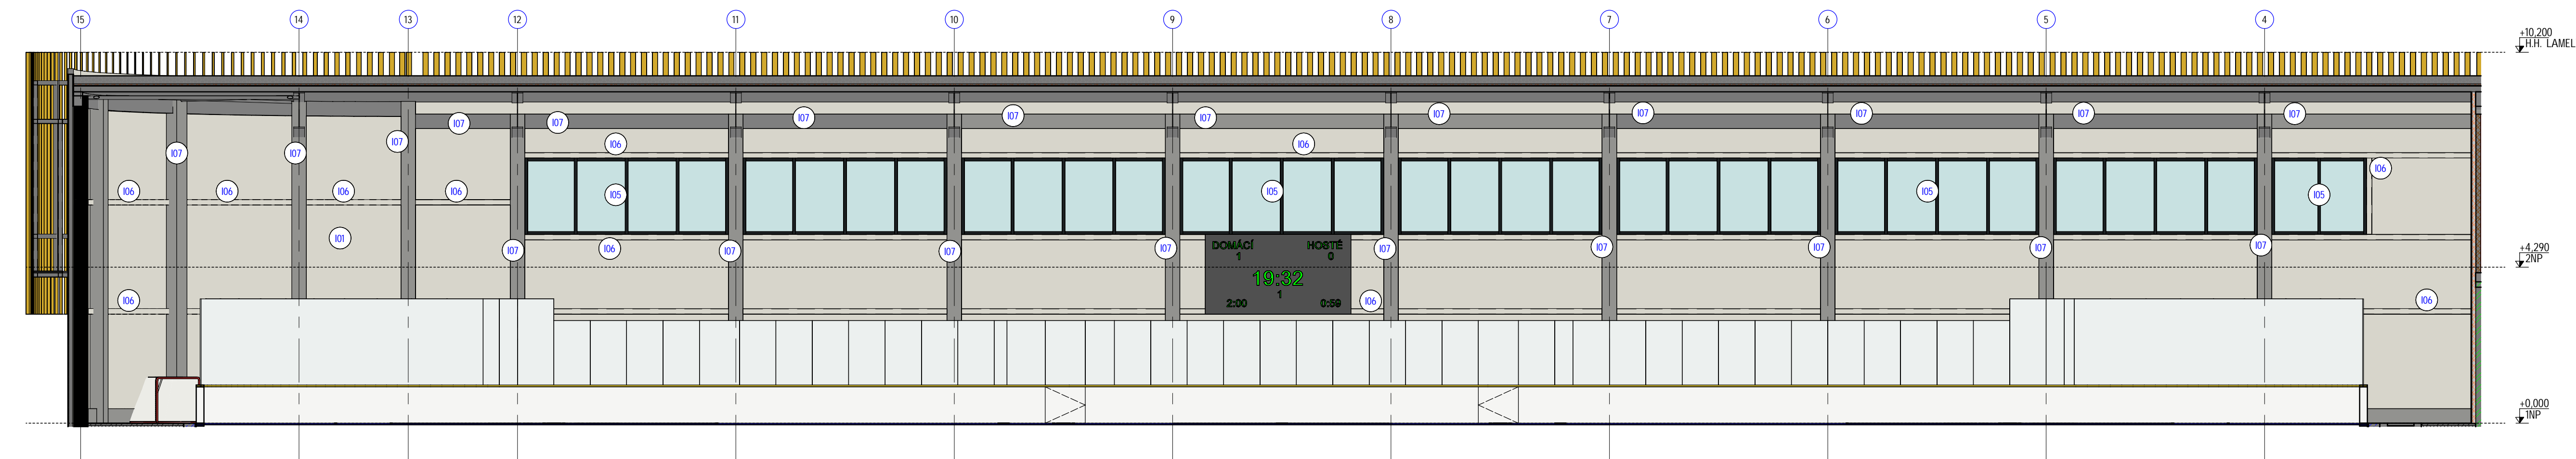 15 14 13 12 11 10 9 8 7 6 5 4
+10,200
H.H. LAMEL
I07 I07 I07 I07 I07 I07 I07 I07 I07 I07 I07
I07 I07 I07
I06 I06
I06 I06 I06 I06 I05 I05 I05 I05 I06
I01
I07 I06 I07 I07 I07 I07 I07 I07 I07 I07
DOMÁCÍ HOSTÉ
1 0
19:32
1
2:00 0:59
+4,290
2NP
I06 I06 I06
+0,000
1NP